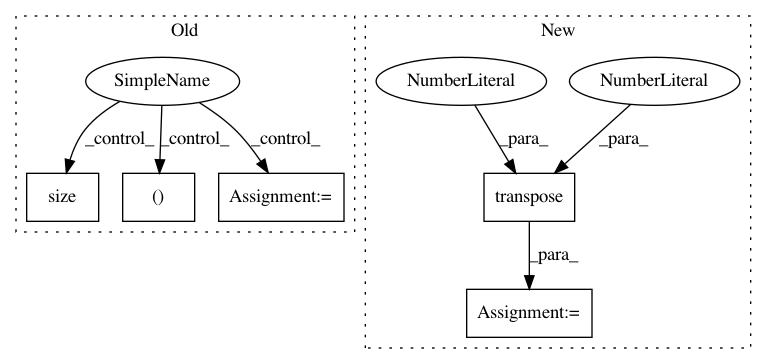 Old
New
SimpleName
NumberLiteral
NumberLiteral
_control_
_control_
_control_
_para_
_para_
size
()
Assignment:=
transpose
_para_
Assignment:=